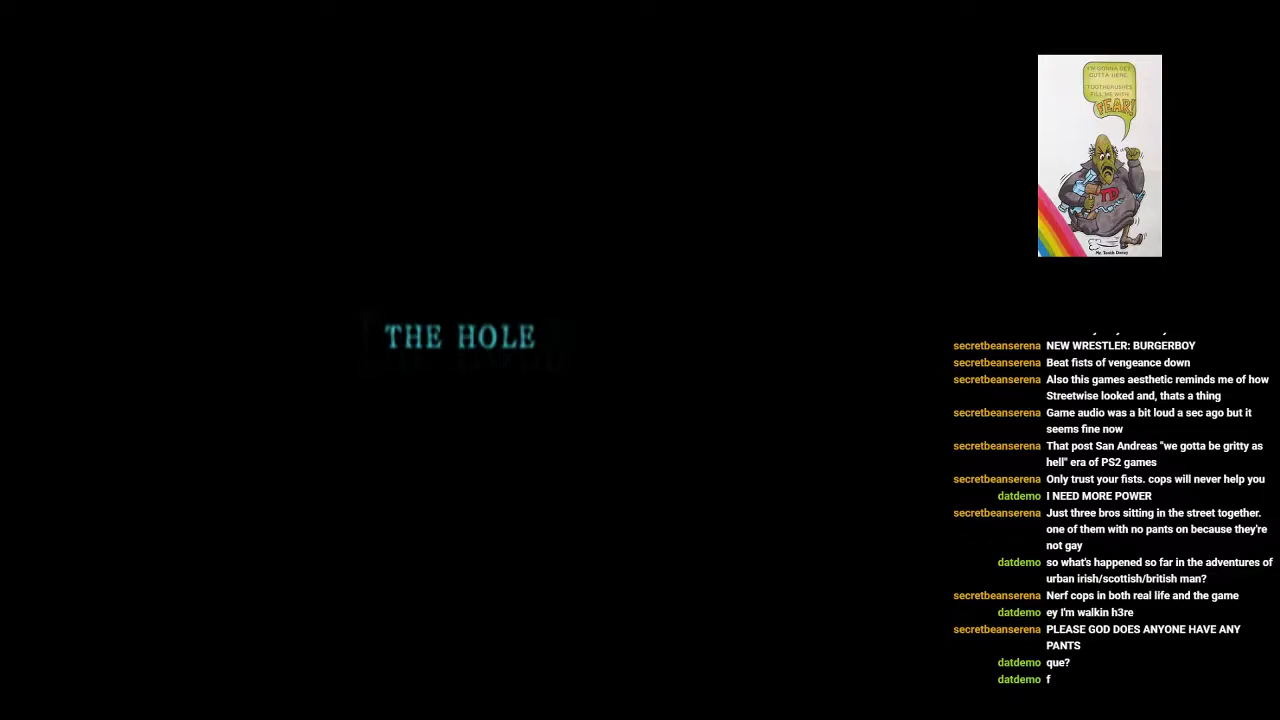 I'M GONNA GET
OUTTA HERE.
TOOTHBRUSHES
FILL ME WITH
FEAR!
TD
Mr Tooth Decay
THE HOLE
secretbeanserena NEW WRESTLER: BURGERBOY
secretbeanserena Beat fists of vengeance down
secretbeanserena Also this games aesthetic reminds me of how
Streetwise looked and, thats a thing
secretbeanserena Game audio was a bit loud a sec ago but it
seems fine now
secretbeanserena That post San Andreas "we gotta be gritty as
hell" era of PS2 games
secretbeanserena Only trust your fists. cops will never help you
datdemo I NEED MORE POWER
secretbeanserena Just three bros sitting in the street together.
one of them with no pants on because they're
not gay
datdemo so what's happened so far in the adventures of
urban irish/scottish/british man?
secretbeanserena Nerf cops in both real life and the game
datdemo ey I'm walkin h3re
secretbeanserena PLEASE GOD DOES ANYONE HAVE ANY
PANTS
datdemo que?
datdemo f